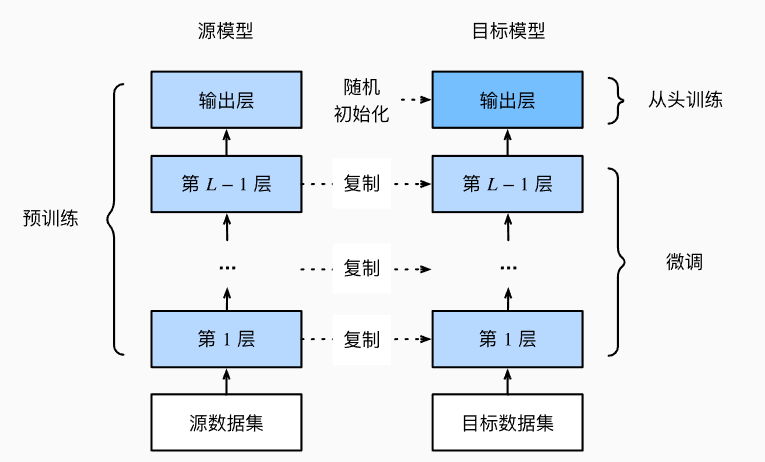 源模型
目标模型
输出层
随机
初始化
输出层
从头训练
第 L − 1 层
复制
第 L − 1 层
预训练
...
复制
...
微调
第 1 层
复制
第 1 层
源数据集
目标数据集